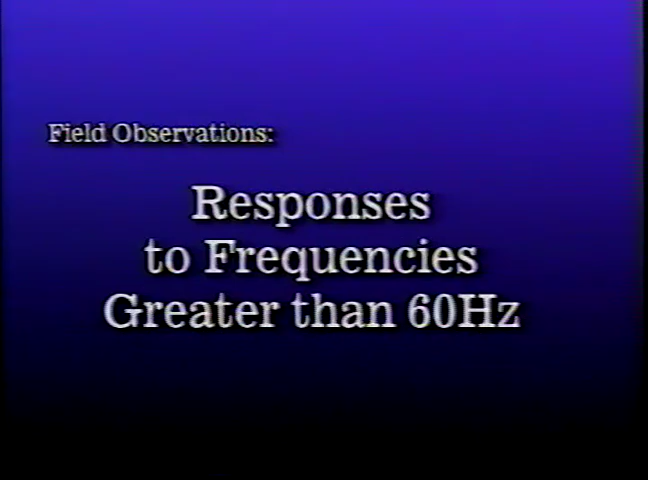 Field Observations:
Responses
to Frequencies
Greater than 60Hz